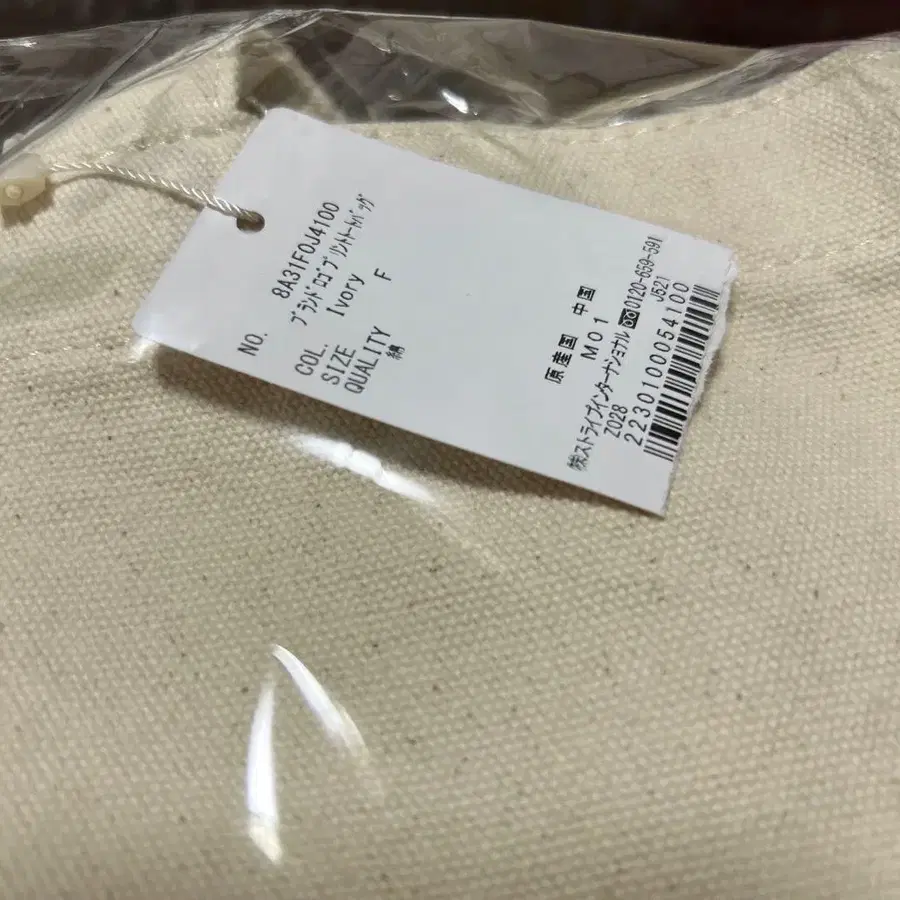 NO. 8A31F0J4100
ﾌﾞﾗﾝﾄﾞﾛｺﾞﾌﾟﾘﾝﾄﾄｰﾄﾊﾞｯｸﾞ
COL. Ivory
SIZE F
QUALITY
綿
原産国 中国
M01
㈱ストライプインターナショナル 0120-659-591
Z028 J521
2230100054100